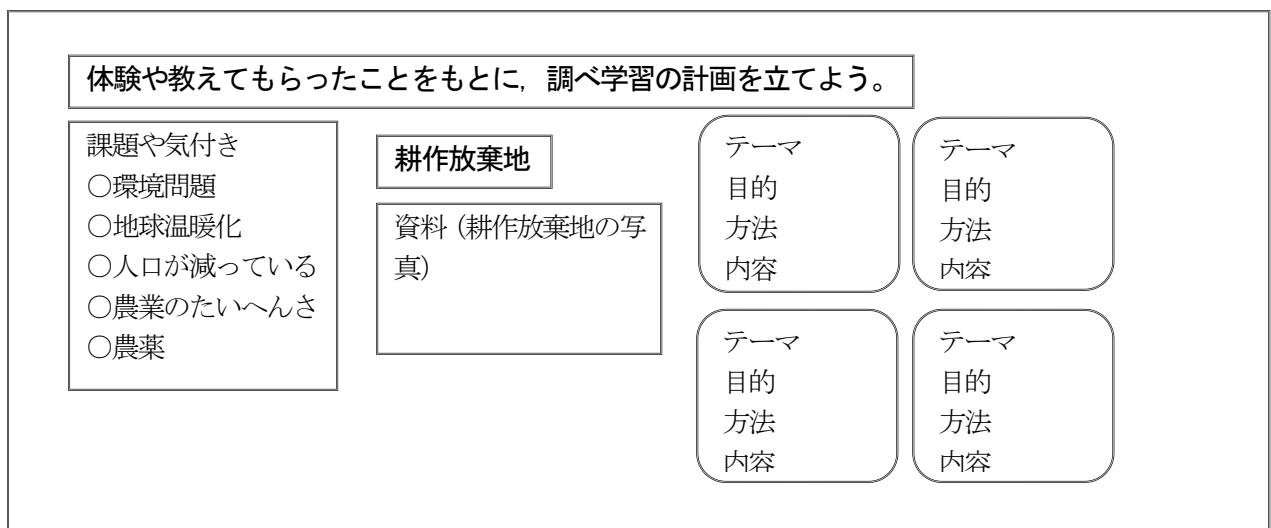 体験や教えてもらったことをもとに，調べ学習の計画を立てよう。
課題や気付き
○環境問題
○地球温暖化
○人口が減っている
○農業のたいへんさ
○農薬
耕作放棄地
資料（耕作放棄地の写
真）
テーマ
目的
方法
内容
テーマ
目的
方法
内容
テーマ
目的
方法
内容
テーマ
目的
方法
内容